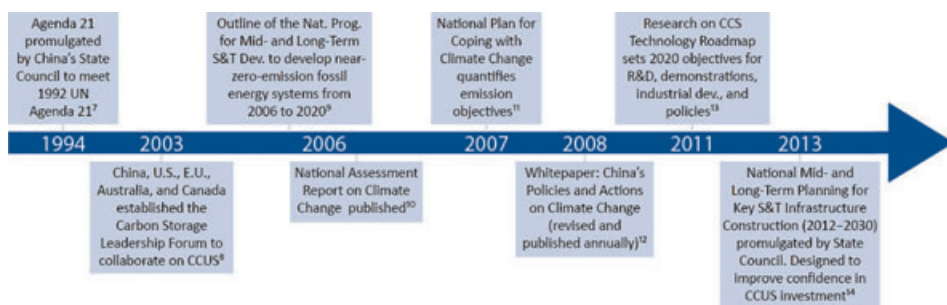 Agenda 21
promulgated
by China's State
Council to meet
1992 UN
Agenda 21⁷
Outline of the Nat. Prog.
for Mid- and Long-Term
S&T Dev. to develop near-
zero-emission fossil
energy systems from
2006 to 2020⁹
National Plan for
Coping with
Climate Change
quantifies
emission
objectives¹¹
Research on CCS
Technology Roadmap
sets 2020 objectives for
R&D, demonstrations,
industrial dev., and
policies¹³
1994 2003 2006 2007 2008 2011 2013
China, U.S., E.U.,
Australia, and Canada
established the
Carbon Storage
Leadership Forum to
collaborate on CCUS⁸
National Assessment
Report on Climate
Change published¹⁰
Whitepaper: China's
Policies and Actions
on Climate Change
(revised and
published annually)¹²
National Mid- and
Long-Term Planning for
Key S&T Infrastructure
Construction (2012–2030)
promulgated by State
Council. Designed to
improve confidence in
CCUS investment¹⁴